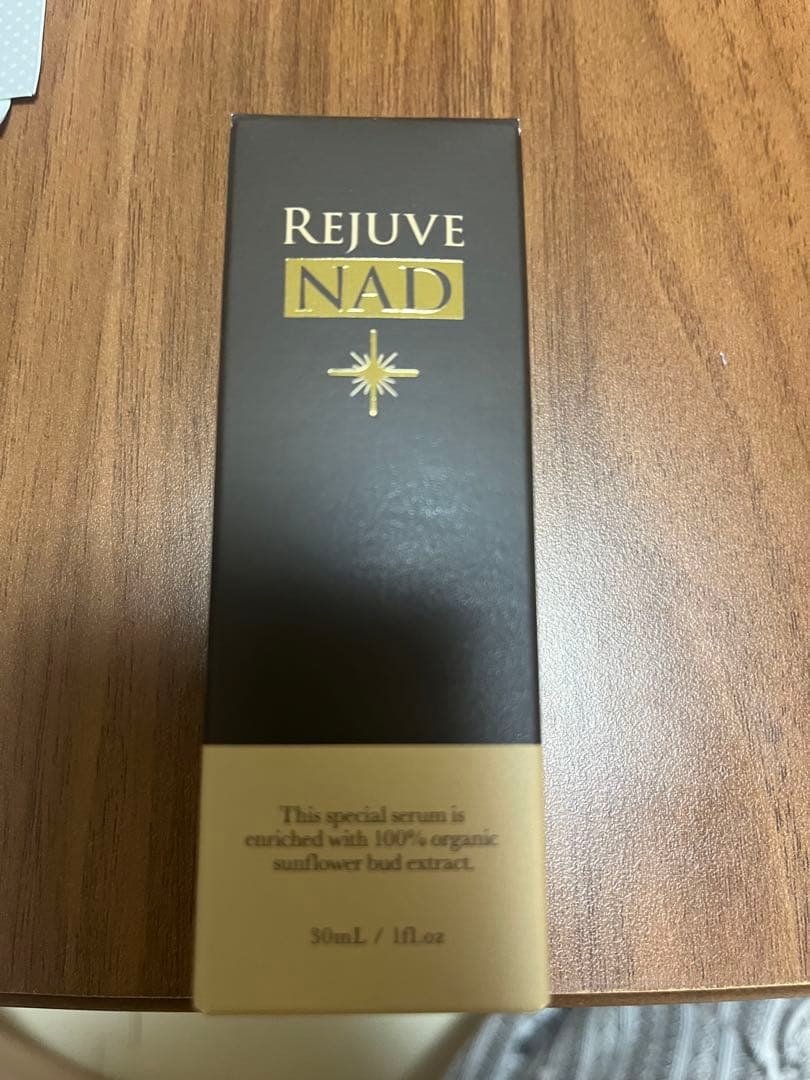 REJUVE
NAD
This special serum is
enriched with 100% organic
sunflower bud extract.
30mL / 1fl.oz